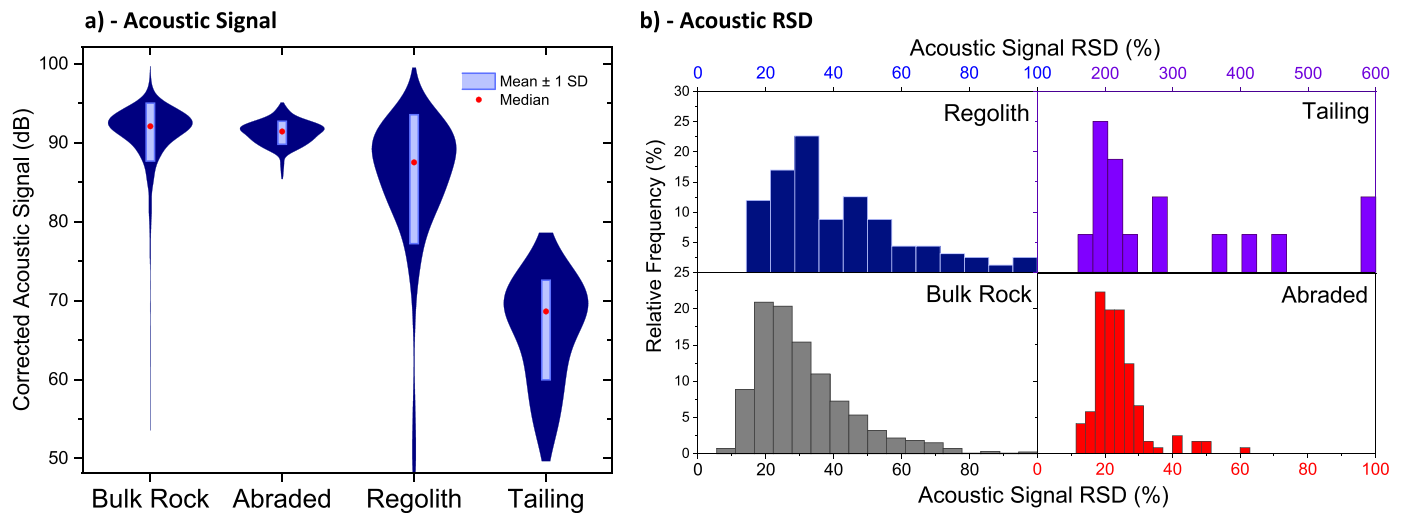 a) - Acoustic Signal
Corrected Acoustic Signal (dB)
100
90
80
70
60
50
Mean ± 1 SD
Median
Bulk Rock
Abraded
Regolith
Tailing
b) - Acoustic RSD
Acoustic Signal RSD (%)
0 20 40 60 80 100 200 300 400 500 600
Relative Frequency (%)
30
25
20
15
10
5
25
20
15
10
5
0
Regolith
Tailing
Bulk Rock
Abraded
0 20 40 60 80 0 20 40 60 80 100
Acoustic Signal RSD (%)